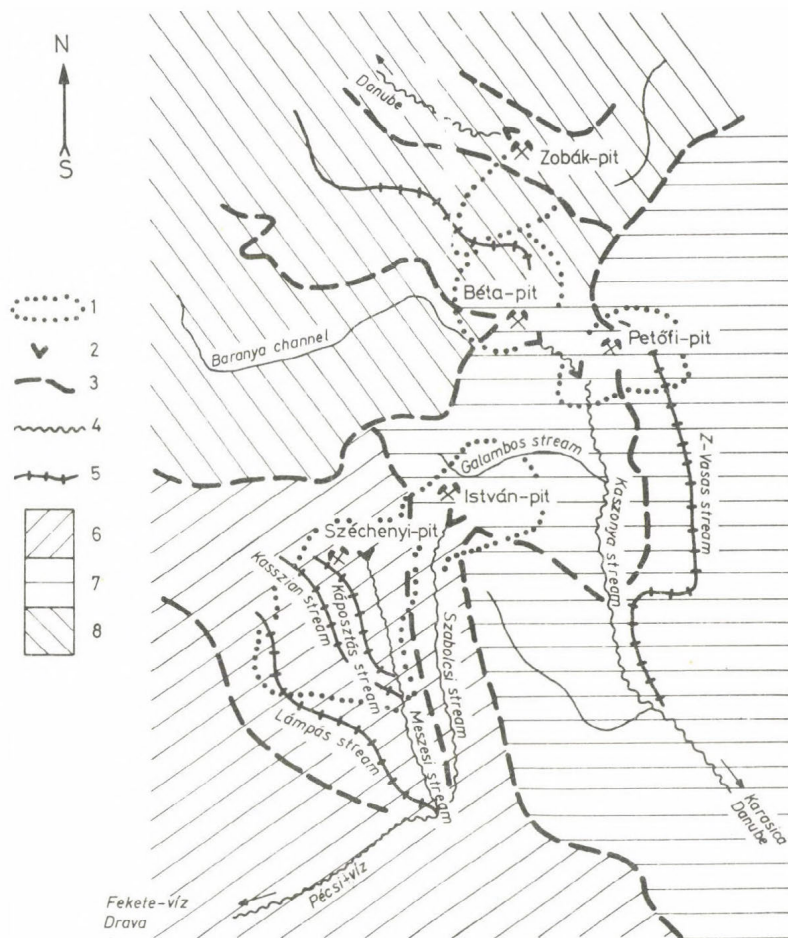 N
S
Danube
Zobák-pit
Béta-pit
Baranya channel
Petőfi-pit
Galambos stream
István-pit
Széchenyi-pit
Kasszian stream
Káposztás stream
Szabolcsi stream
Kaszonya stream
Z-Vasas stream
Lámpás stream
Meszesi stream
Karasica
Danube
Pécsi-víz
Fekete-víz
Drava
1
2
3
4
5
6
7
8